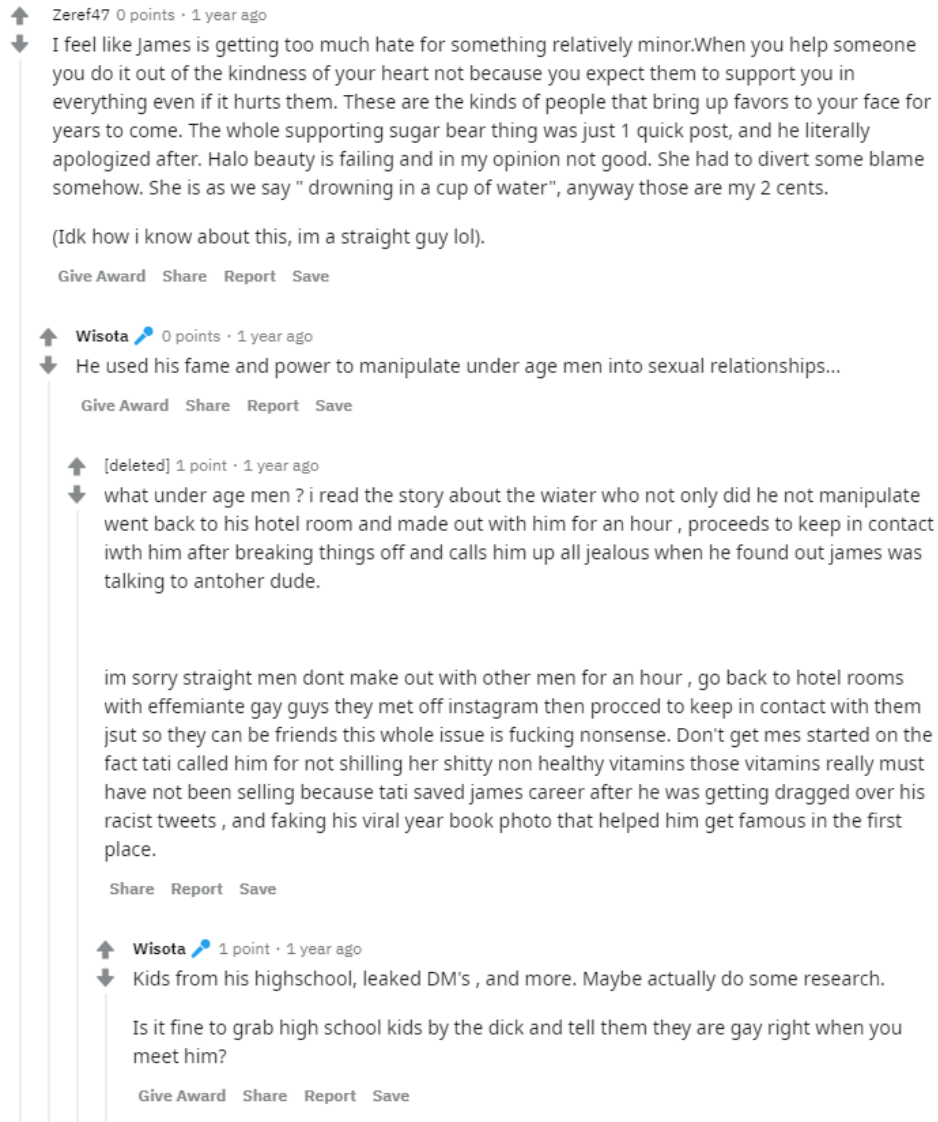 Zeref47 0 points · 1 year ago
I feel like James is getting too much hate for something relatively minor.When you help someone
you do it out of the kindness of your heart not because you expect them to support you in
everything even if it hurts them. These are the kinds of people that bring up favors to your face for
years to come. The whole supporting sugar bear thing was just 1 quick post, and he literally
apologized after. Halo beauty is failing and in my opinion not good. She had to divert some blame
somehow. She is as we say " drowning in a cup of water", anyway those are my 2 cents.
(Idk how i know about this, im a straight guy lol).
Give Award Share Report Save
Wisota 0 points · 1 year ago
He used his fame and power to manipulate under age men into sexual relationships...
Give Award Share Report Save
[deleted] 1 point · 1 year ago
what under age men ? i read the story about the wiater who not only did he not manipulate
went back to his hotel room and made out with him for an hour , proceeds to keep in contact
iwth him after breaking things off and calls him up all jealous when he found out james was
talking to antoher dude.
im sorry straight men dont make out with other men for an hour , go back to hotel rooms
with effemiante gay guys they met off instagram then procced to keep in contact with them
jsut so they can be friends this whole issue is fucking nonsense. Don't get mes started on the
fact tati called him for not shilling her shitty non healthy vitamins those vitamins really must
have not been selling because tati saved james career after he was getting dragged over his
racist tweets , and faking his viral year book photo that helped him get famous in the first
place.
Share Report Save
Wisota 1 point · 1 year ago
Kids from his highschool, leaked DM's , and more. Maybe actually do some research.
Is it fine to grab high school kids by the dick and tell them they are gay right when you
meet him?
Give Award Share Report Save